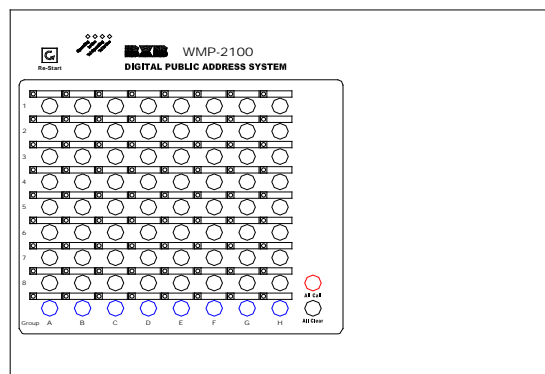 BXB WMP-2100
Re-Start
DIGITAL PUBLIC ADDRESS SYSTEM
1
2
3
4
5
6
7
8
All Call
Group A B C D E F G H
All Clear